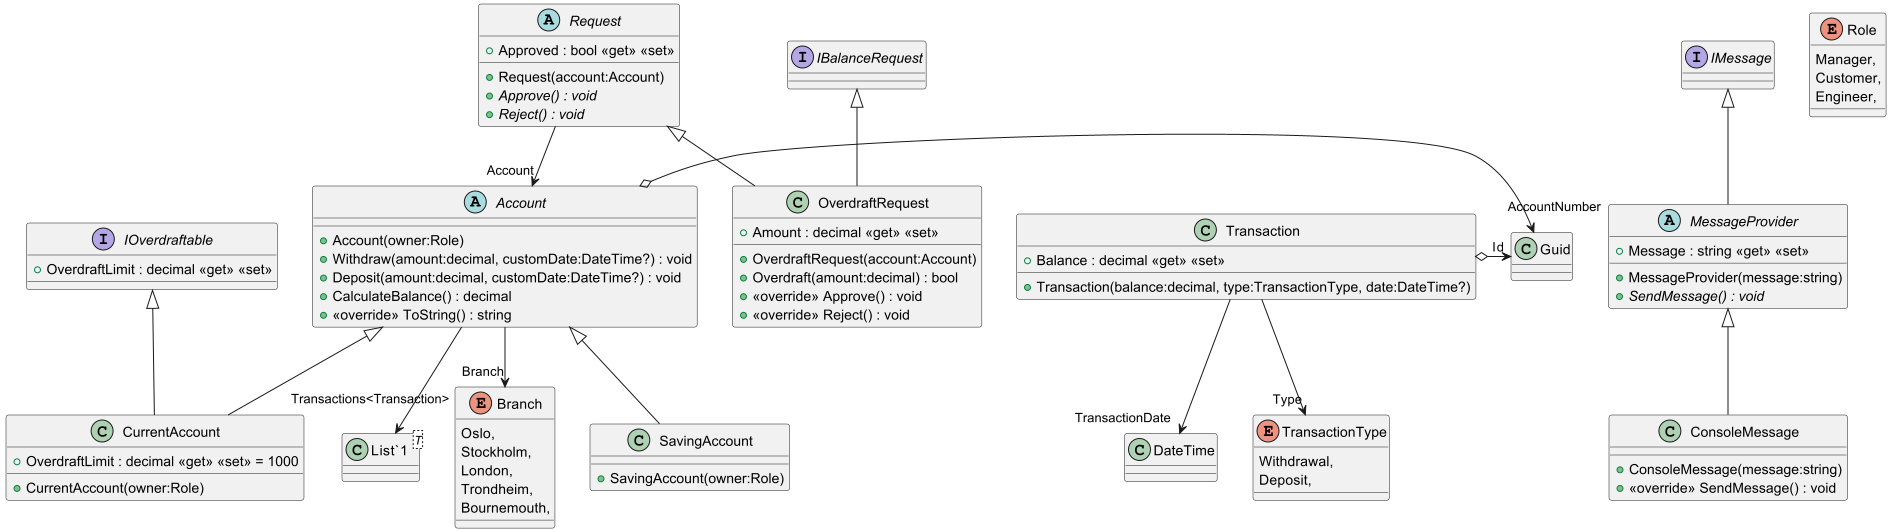 A Request
Approved : bool «get» «set»
Request(account:Account)
Approve() : void
Reject() : void
I IBalanceRequest
I IMessage
E Role
Manager,
Customer,
Engineer,
Account
AccountNumber
I IOverdraftable
OverdraftLimit : decimal «get» «set»
A Account
Account(owner:Role)
Withdraw(amount:decimal, customDate:DateTime?) : void
Deposit(amount:decimal, customDate:DateTime?) : void
CalculateBalance() : decimal
«override» ToString() : string
C OverdraftRequest
Amount : decimal «get» «set»
OverdraftRequest(account:Account)
Overdraft(amount:decimal) : bool
«override» Approve() : void
«override» Reject() : void
C Transaction
Balance : decimal «get» «set»
Transaction(balance:decimal, type:TransactionType, date:DateTime?)
Id
C Guid
A MessageProvider
Message : string «get» «set»
MessageProvider(message:string)
SendMessage() : void
Transactions<Transaction>
Branch
TransactionDate
Type
C CurrentAccount
OverdraftLimit : decimal «get» «set» = 1000
CurrentAccount(owner:Role)
C List`1
T
E Branch
Oslo,
Stockholm,
London,
Trondheim,
Bournemouth,
C SavingAccount
SavingAccount(owner:Role)
C DateTime
E TransactionType
Withdrawal,
Deposit,
C ConsoleMessage
ConsoleMessage(message:string)
«override» SendMessage() : void